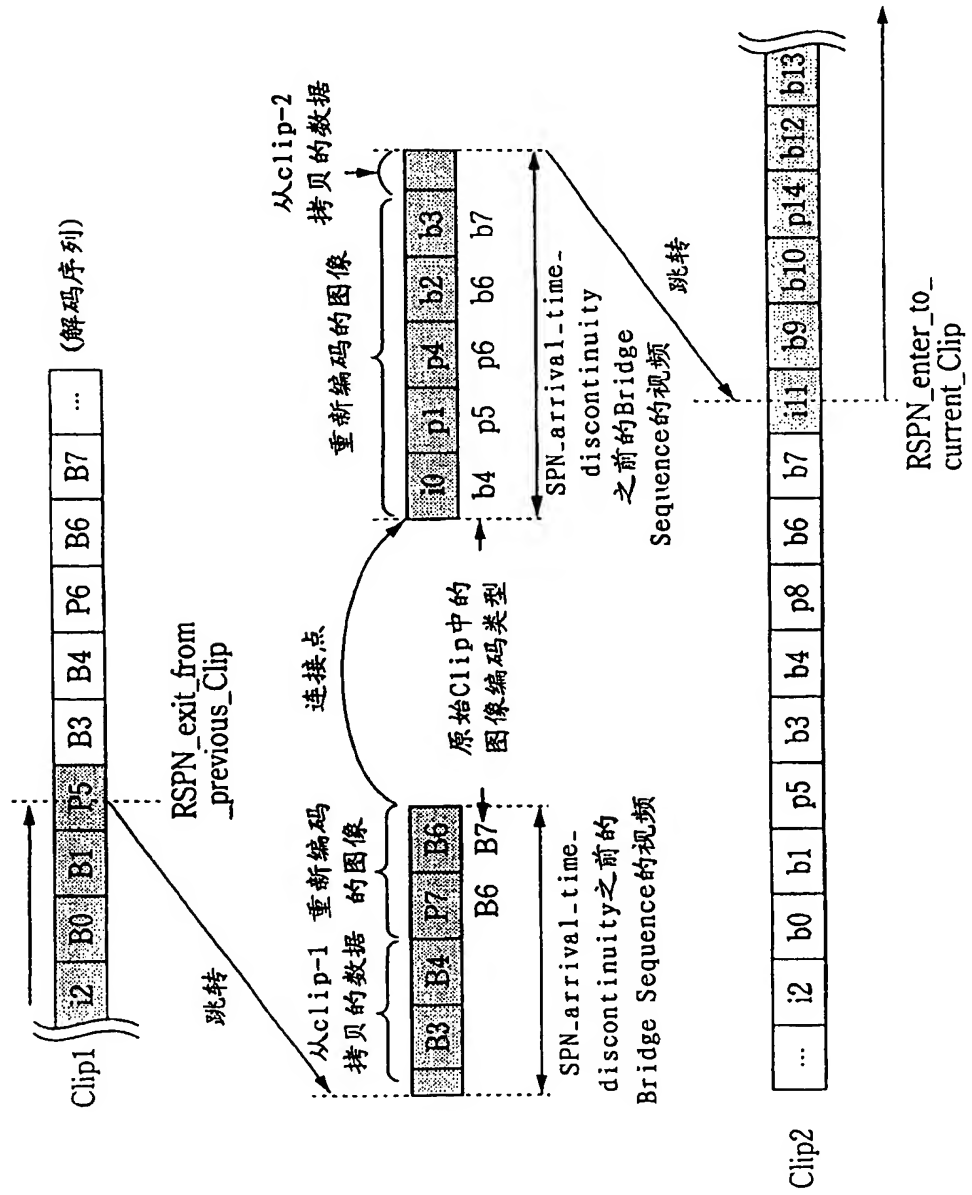 Clip1
i2 B0 B1 P5 B3 B4 P6 B6 B7 ... (解码序列)
RSPN_exit_from
_previous_Clip
跳转
从clip-1
拷贝的数据
重新编码
的图像
连接点
重新编码的图像
从clip-2
拷贝的数据
B3 B4 P7 B6
B6 B7
i0 p1 p4 b2 b3
b4 p5 p6 b6 b7
原始Clip中的
图像编码类型
SPN_arrival_time_
discontinuity之前的
Bridge Sequence的视频
SPN_arrival_time_
discontinuity
之前的Bridge
Sequence的视频
跳转
Clip2
... i2 b0 b1 p5 b3 b4 p8 b6 b7 i11 b9 b10 p14 b12 b13
RSPN_enter_to_
current_Clip